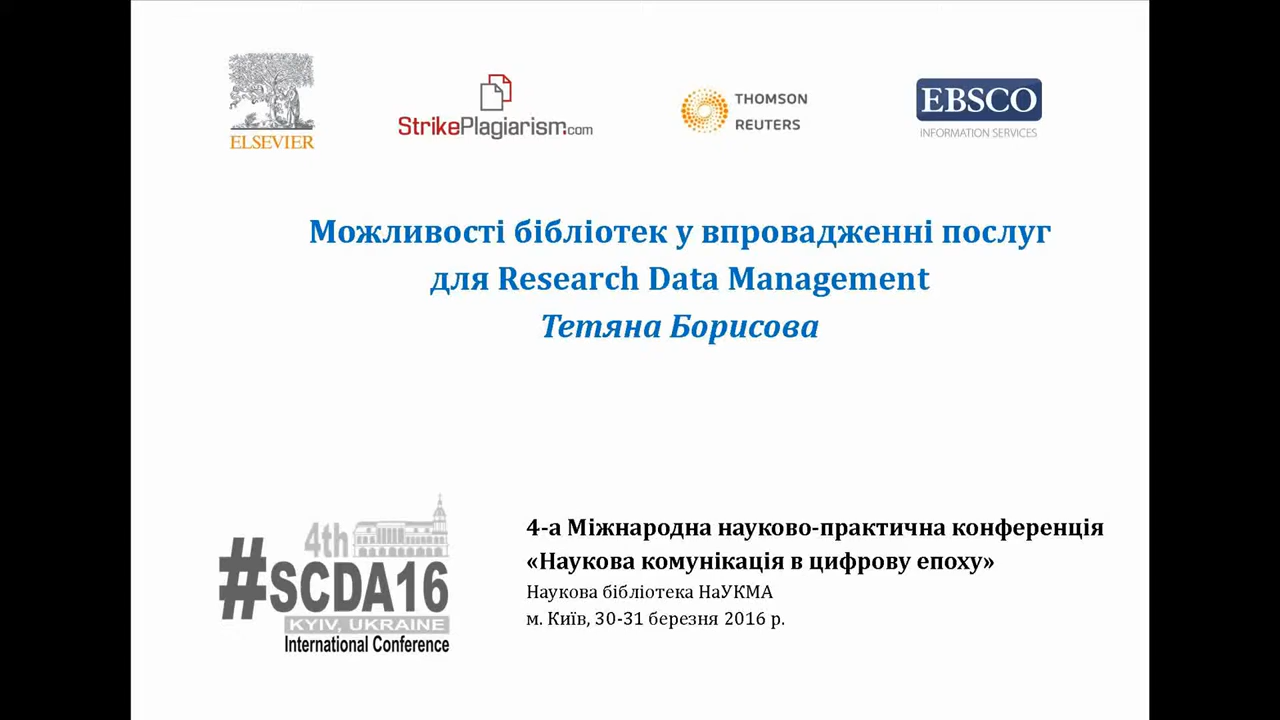 ELSEVIER
StrikePlagiarism.com
THOMSON
REUTERS
EBSCO
INFORMATION SERVICES
Можливості бібліотек у впровадженні послуг
для Research Data Management
Тетяна Борисова
4th
#SCDA16
KYIV, UKRAINE
International Conference
4-а Міжнародна науково-практична конференція
«Наукова комунікація в цифрову епоху»
Наукова бібліотека НаУКМА
м. Київ, 30-31 березня 2016 р.